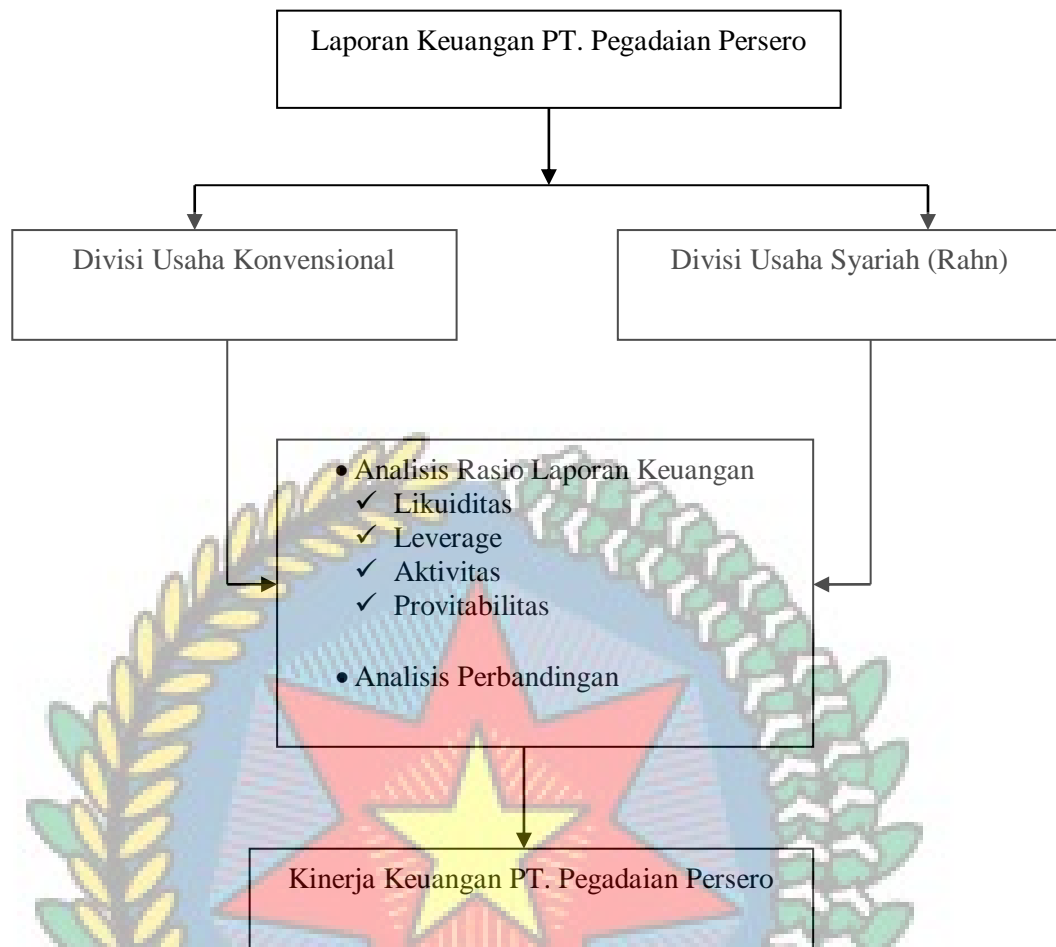 Laporan Keuangan PT. Pegadaian Persero
Divisi Usaha Konvensional
Divisi Usaha Syariah (Rahn)
• Analisis Rasio Laporan Keuangan
✓ Likuiditas
✓ Leverage
✓ Aktivitas
✓ Provitabilitas
• Analisis Perbandingan
Kinerja Keuangan PT. Pegadaian Persero